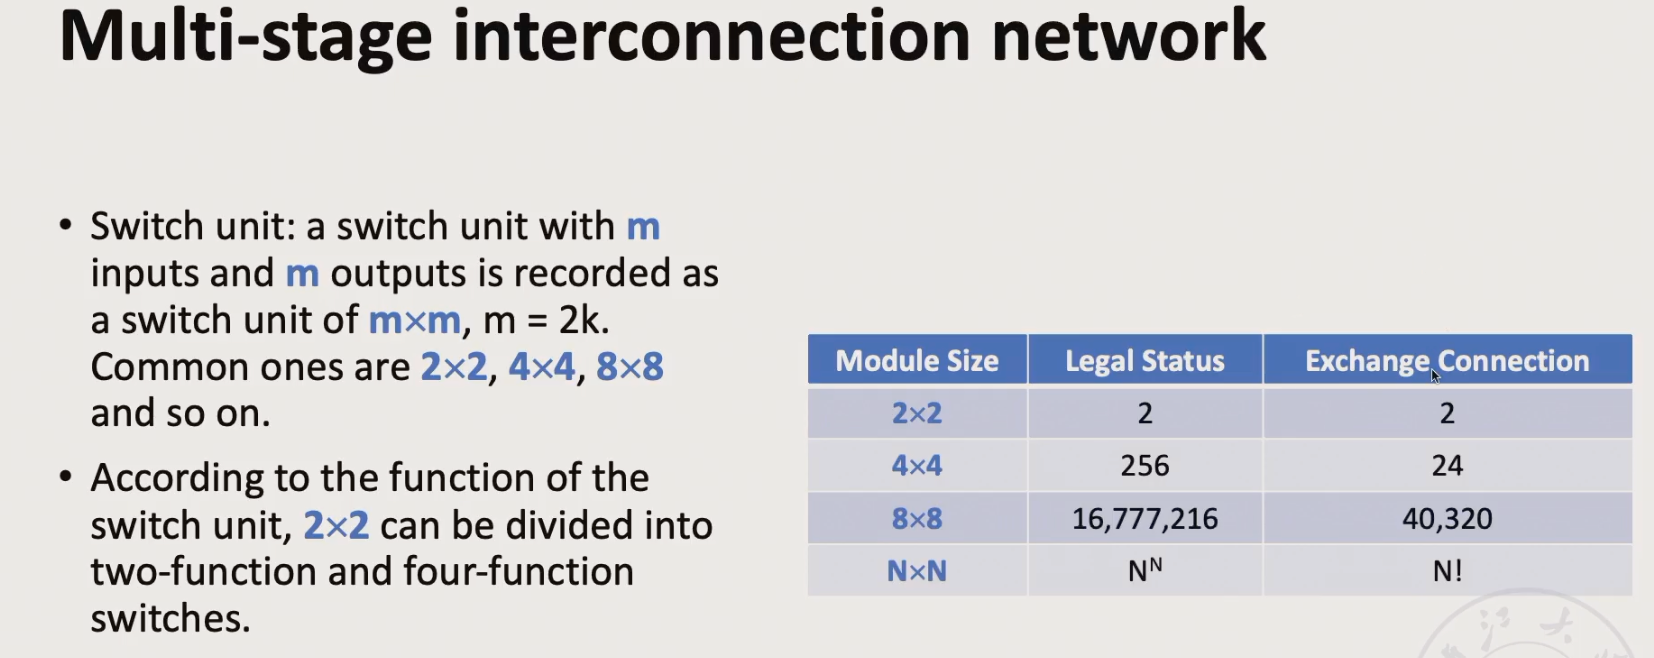 Multi-stage interconnection network
• Switch unit: a switch unit with m
inputs and m outputs is recorded as
a switch unit of m×m, m = 2k.
Common ones are 2×2, 4×4, 8×8
and so on.
• According to the function of the
switch unit, 2×2 can be divided into
two-function and four-function
switches.
Module Size Legal Status Exchange Connection
2×2 2 2
4×4 256 24
8×8 16,777,216 40,320
N×N Nᴺ N!